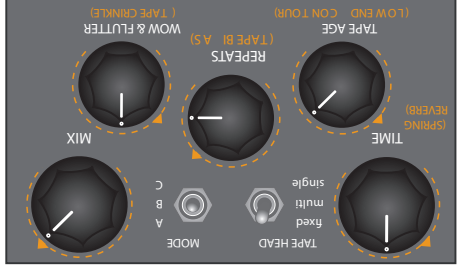 TAPE HEAD
MODE
fixed
multi
single
A
B
C
TIME
(SPRING
REVERB)
MIX
TAPE AGE
(LOW END CONTOUR)
REPEATS
(TAPE BIAS)
WOW & FLUTTER
(TAPE CRINKLE)